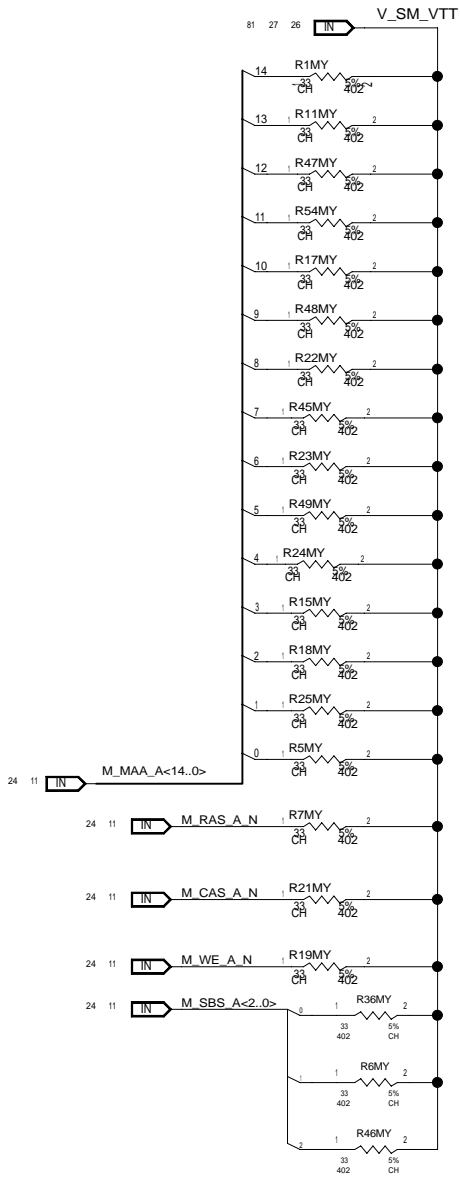 V_SM_VTT
81 27 26 IN
14 R1MY
1 33 5% 2
CH 402
13 1 R11MY 2
33 5%
CH 402
12 1 R47MY 2
33 5%
CH 402
11 1 R54MY 2
33 5%
CH 402
10 1 R17MY 2
33 5%
CH 402
9 1 R48MY 2
33 5%
CH 402
8 1 R22MY 2
33 5%
CH 402
7 1 R45MY 2
33 5%
CH 402
6 1 R23MY 2
33 5%
CH 402
5 1 R49MY 2
33 5%
CH 402
4 1 R24MY 2
33 5%
CH 402
3 1 R15MY 2
33 5%
CH 402
2 1 R18MY 2
33 5%
CH 402
1 1 R25MY 2
33 5%
CH 402
0 1 R5MY 2
33 5%
CH 402
24 11 IN M_MAA_A<14..0>
24 11 IN M_RAS_A_N 1 R7MY 2
33 5%
CH 402
24 11 IN M_CAS_A_N 1 R21MY 2
33 5%
CH 402
24 11 IN M_WE_A_N 1 R19MY 2
33 5%
CH 402
24 11 IN M_SBS_A<2..0>
0 1 R36MY 2
33 5%
402 CH
1 1 R6MY 2
33 5%
402 CH
2 1 R46MY 2
33 5%
402 CH